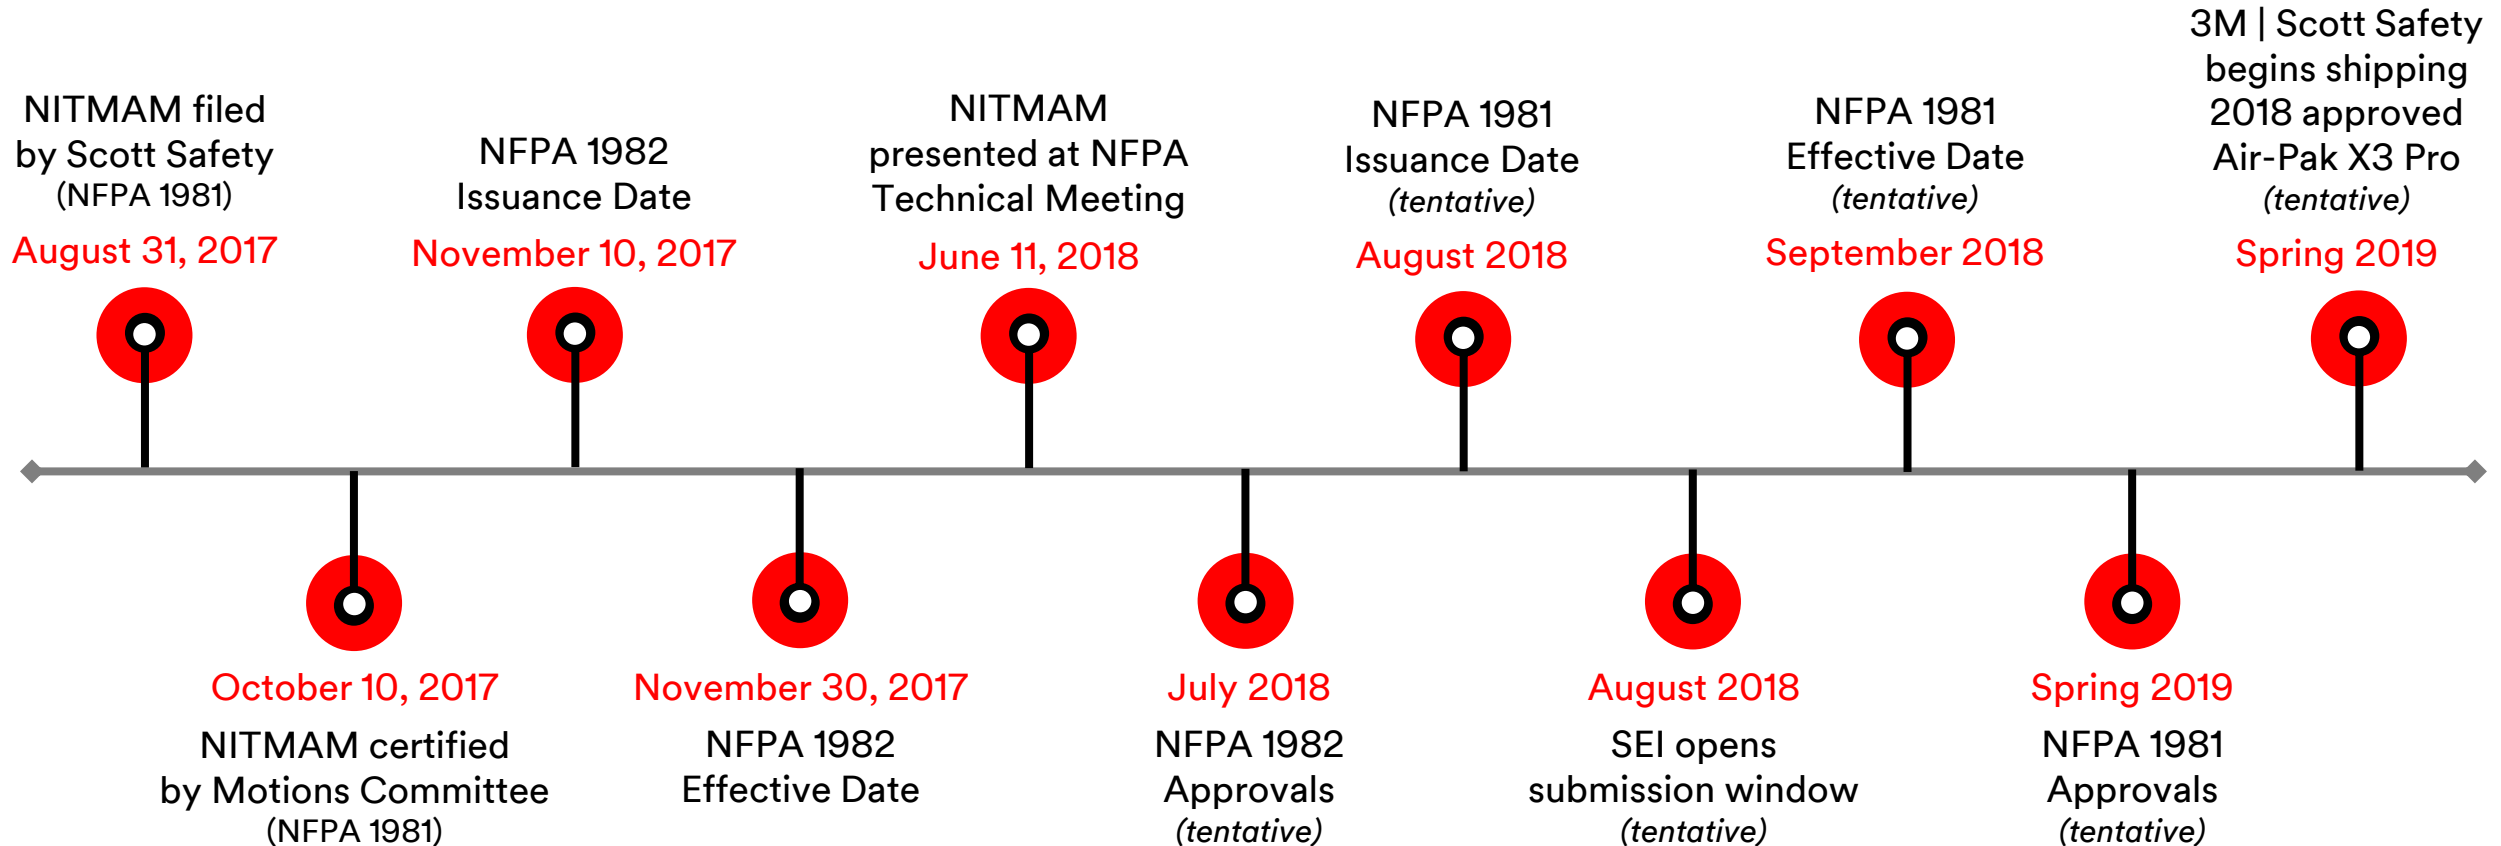 NITMAM filed
by Scott Safety
(NFPA 1981)
August 31, 2017
October 10, 2017
NITMAM certified
by Motions Committee
(NFPA 1981)
NFPA 1982
Issuance Date
November 10, 2017
November 30, 2017
NFPA 1982
Effective Date
NITMAM
presented at NFPA
Technical Meeting
June 11, 2018
July 2018
NFPA 1982
Approvals
(tentative)
NFPA 1981
Issuance Date
(tentative)
August 2018
August 2018
SEI opens
submission window
(tentative)
NFPA 1981
Effective Date
(tentative)
September 2018
Spring 2019
NFPA 1981
Approvals
(tentative)
3M | Scott Safety
begins shipping
2018 approved
Air-Pak X3 Pro
(tentative)
Spring 2019